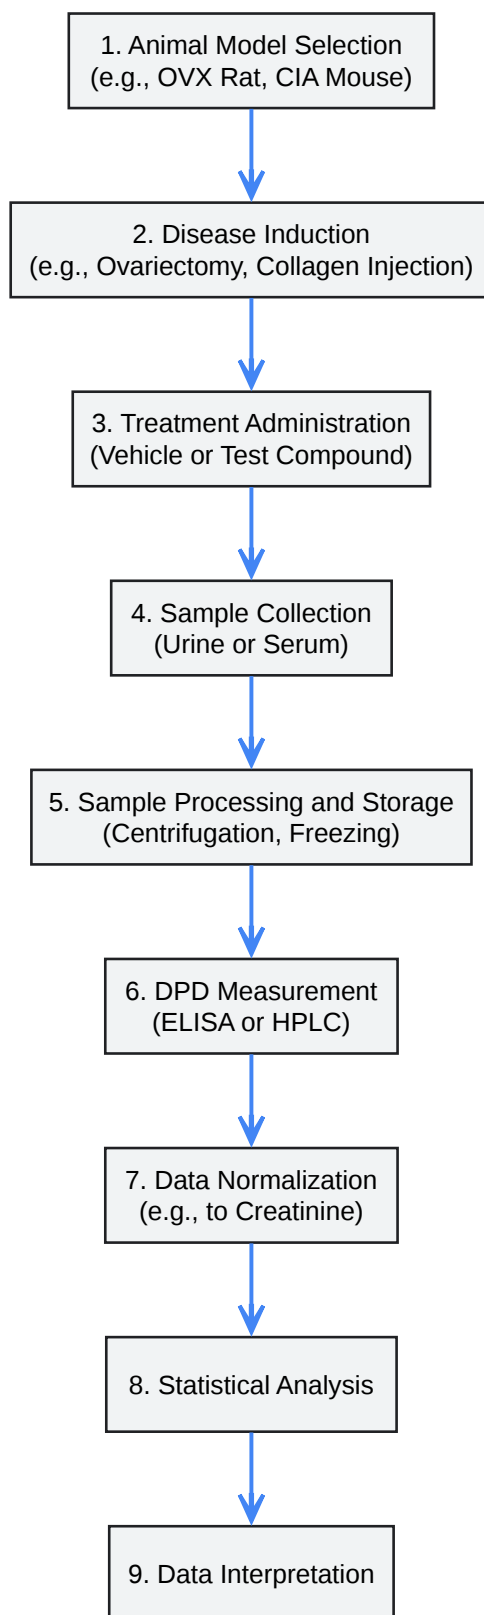 1. Animal Model Selection
(e.g., OVX Rat, CIA Mouse)
2. Disease Induction
(e.g., Ovariectomy, Collagen Injection)
3. Treatment Administration
(Vehicle or Test Compound)
4. Sample Collection
(Urine or Serum)
5. Sample Processing and Storage
(Centrifugation, Freezing)
6. DPD Measurement
(ELISA or HPLC)
7. Data Normalization
(e.g., to Creatinine)
8. Statistical Analysis
9. Data Interpretation